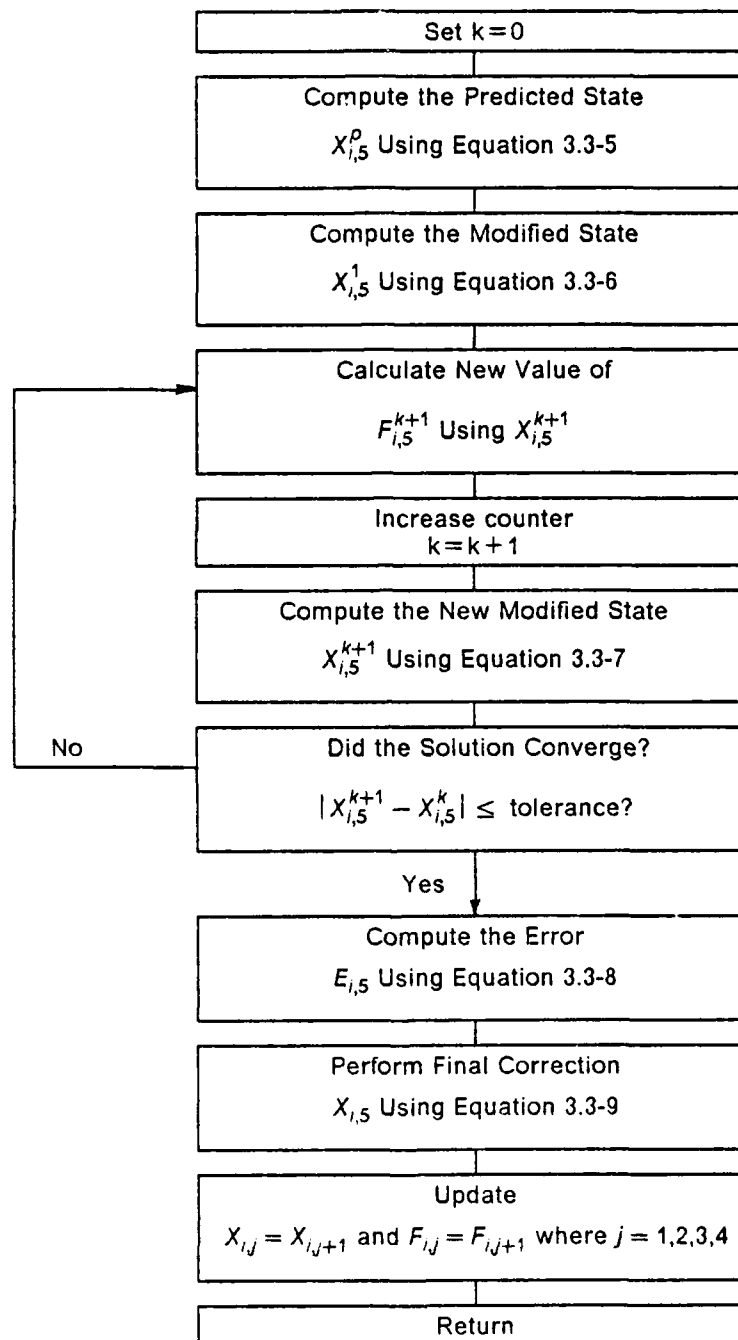 Set k=0
Compute the Predicted State
X^p_{i,5} Using Equation 3.3-5
Compute the Modified State
X^1_{i,5} Using Equation 3.3-6
Calculate New Value of
F^{k+1}_{i,5} Using X^{k+1}_{i,5}
Increase counter
k=k+1
Compute the New Modified State
X^{k+1}_{i,5} Using Equation 3.3-7
No
Did the Solution Converge?
|X^{k+1}_{i,5} − X^k_{i,5}| ≤ tolerance?
Yes
Compute the Error
E_{i,5} Using Equation 3.3-8
Perform Final Correction
X_{i,5} Using Equation 3.3-9
Update
X_{i,j} = X_{i,j+1} and F_{i,j} = F_{i,j+1} where j = 1,2,3,4
Return